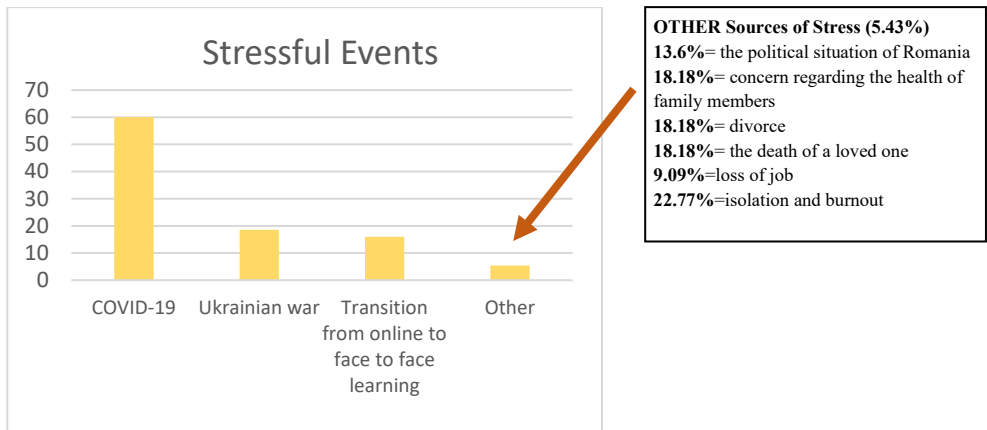 Stressful Events
70
60
50
40
30
20
10
0
COVID-19
Ukrainian war
Transition
from online to
face to face
learning
Other
OTHER Sources of Stress (5.43%)
13.6%= the political situation of Romania
18.18%= concern regarding the health of
family members
18.18%= divorce
18.18%= the death of a loved one
9.09%=loss of job
22.77%=isolation and burnout